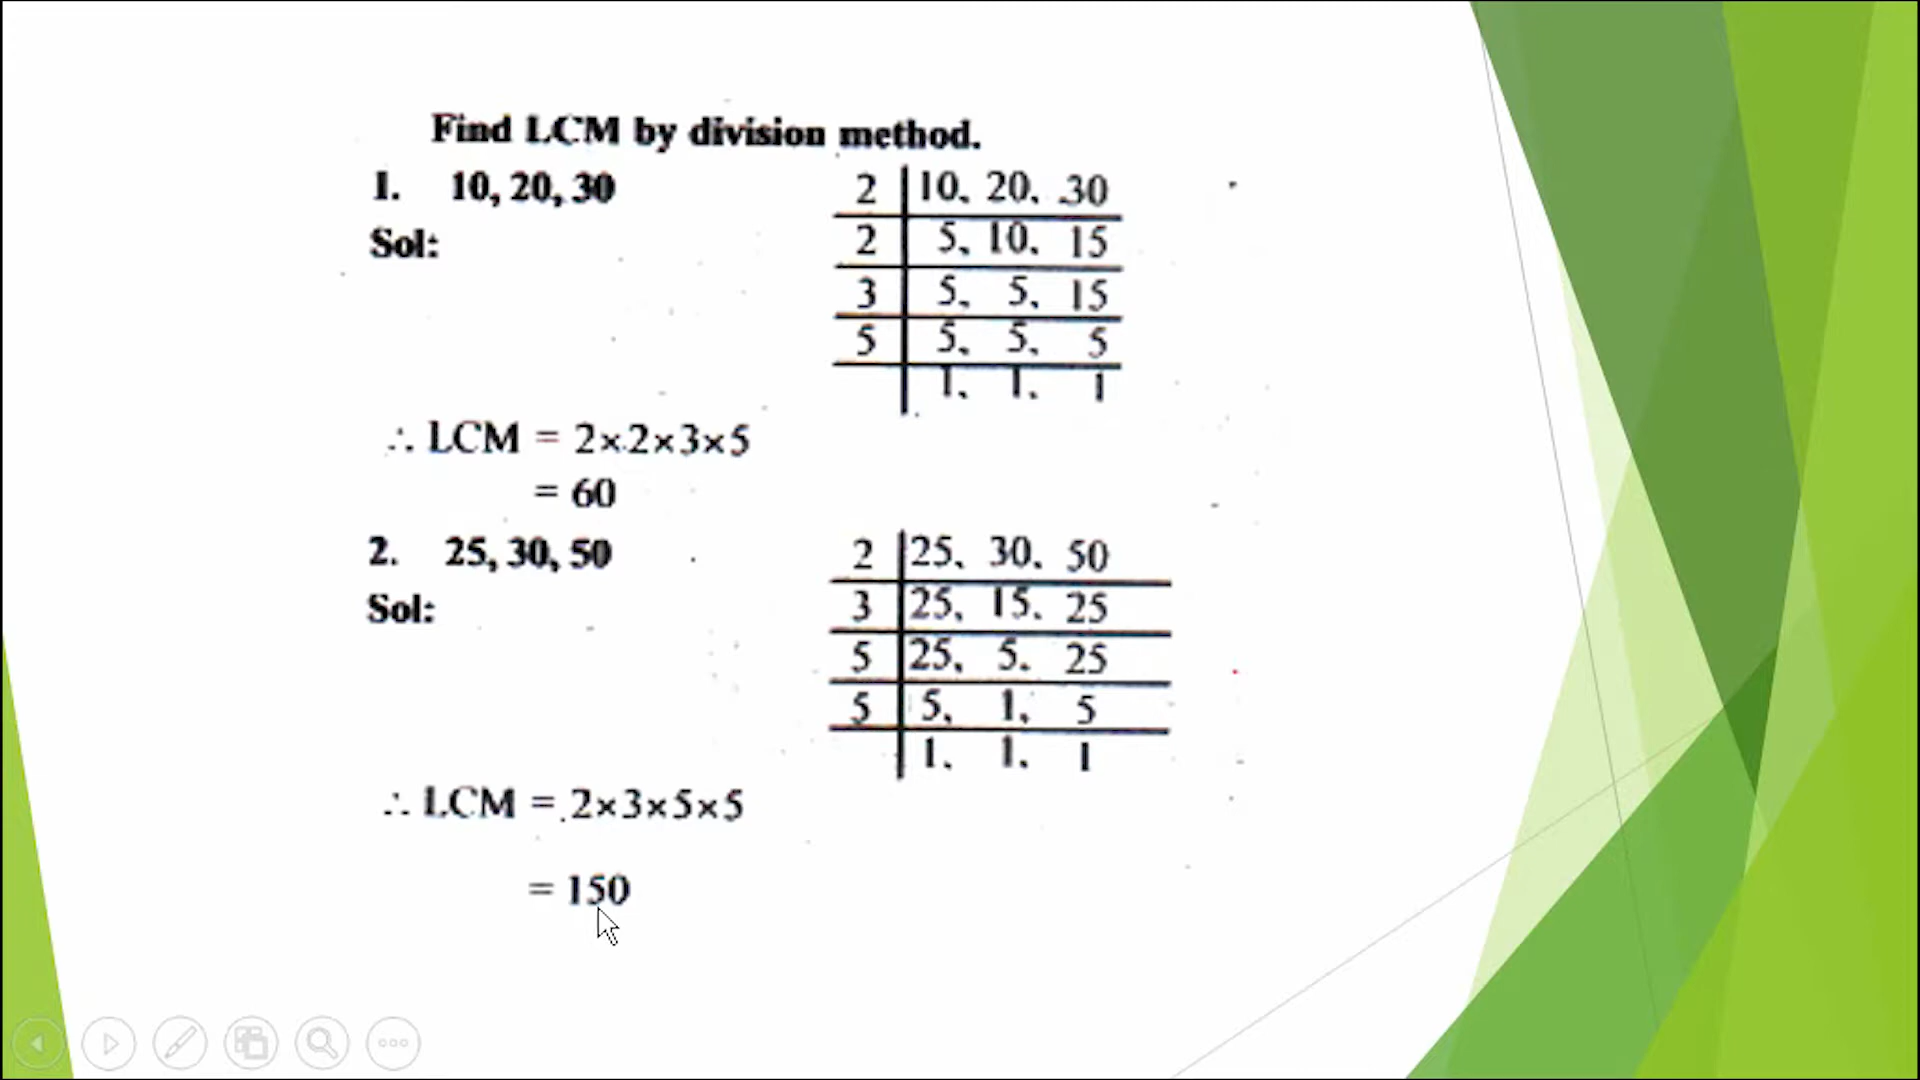 Find LCM by division method.
1. 10, 20, 30
Sol:
2 | 10, 20, 30
2 | 5, 10, 15
3 | 5, 5, 15
5 | 5, 5, 5
| 1, 1, 1
∴ LCM = 2×2×3×5
= 60
2. 25, 30, 50
Sol:
2 | 25, 30, 50
3 | 25, 15, 25
5 | 25, 5, 25
5 | 5, 1, 5
| 1, 1, 1
∴ LCM = 2×3×5×5
= 150